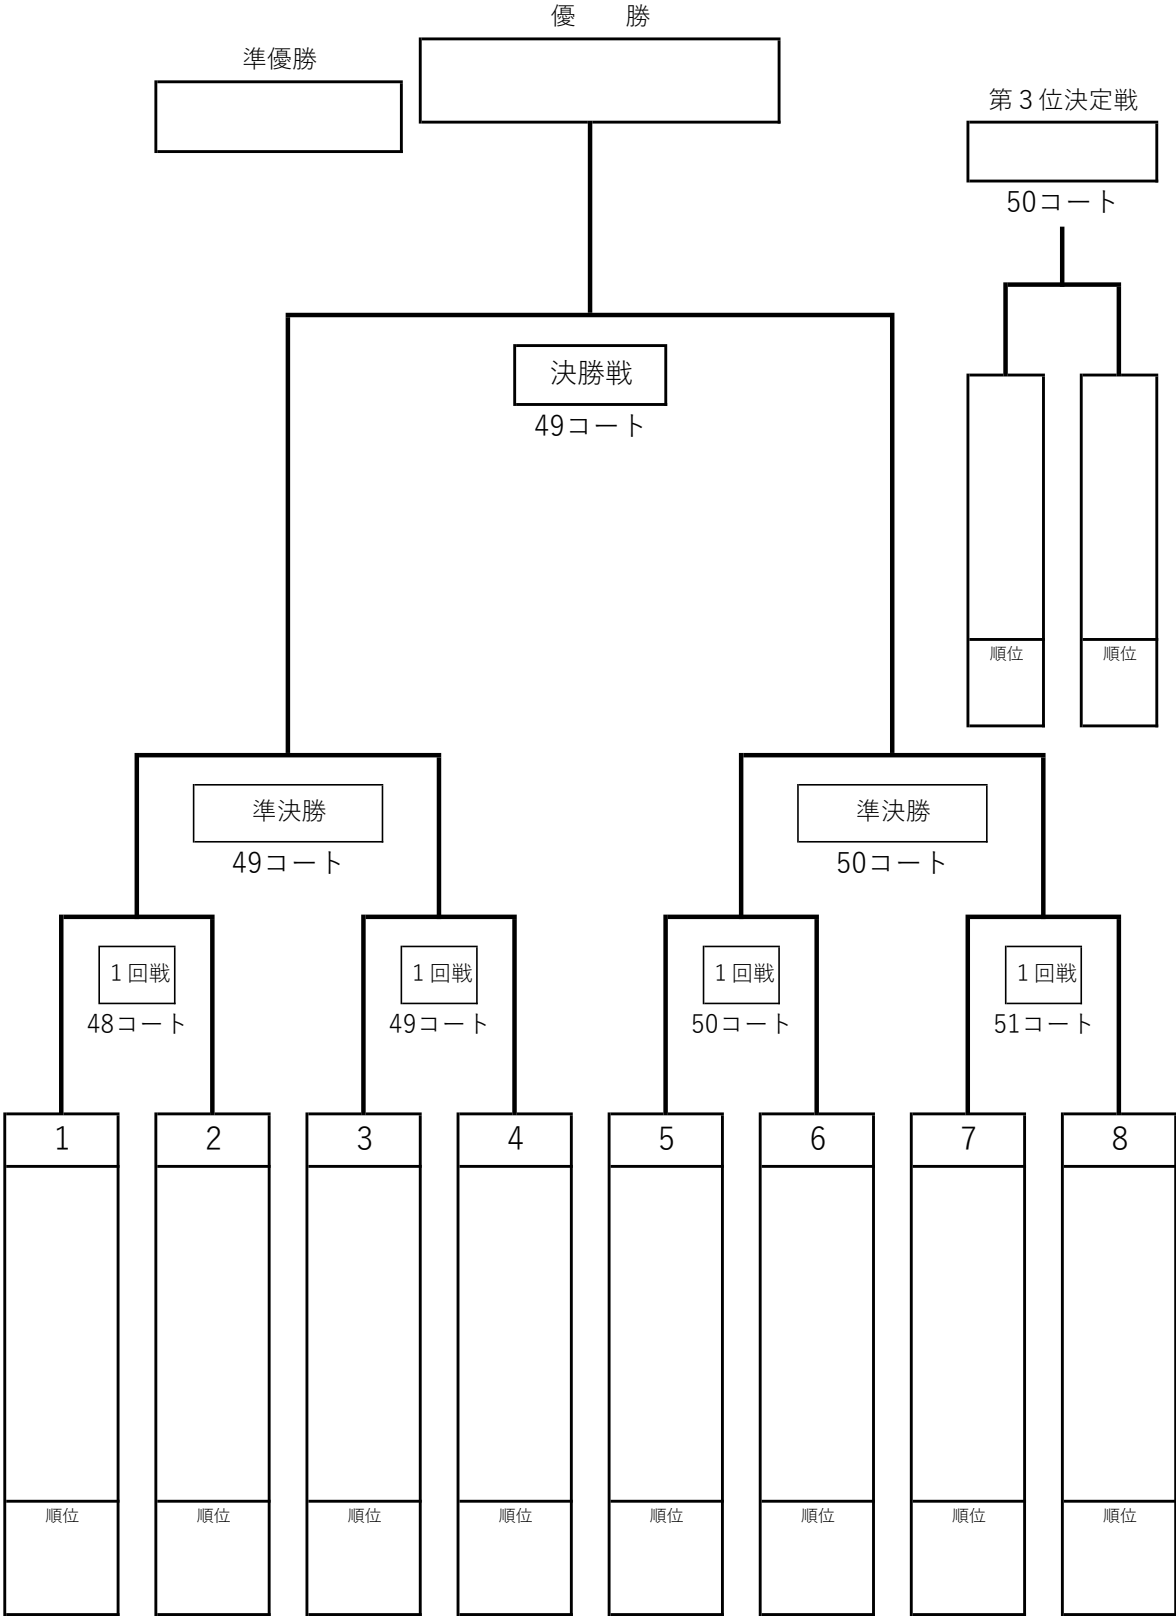 優　　勝
準優勝
第３位決定戦
50コート
決勝戦
49コート
順位
順位
準決勝
準決勝
49コート
50コート
１回戦
１回戦
１回戦
１回戦
48コート
49コート
50コート
51コート
1
2
3
4
5
6
7
8
順位
順位
順位
順位
順位
順位
順位
順位